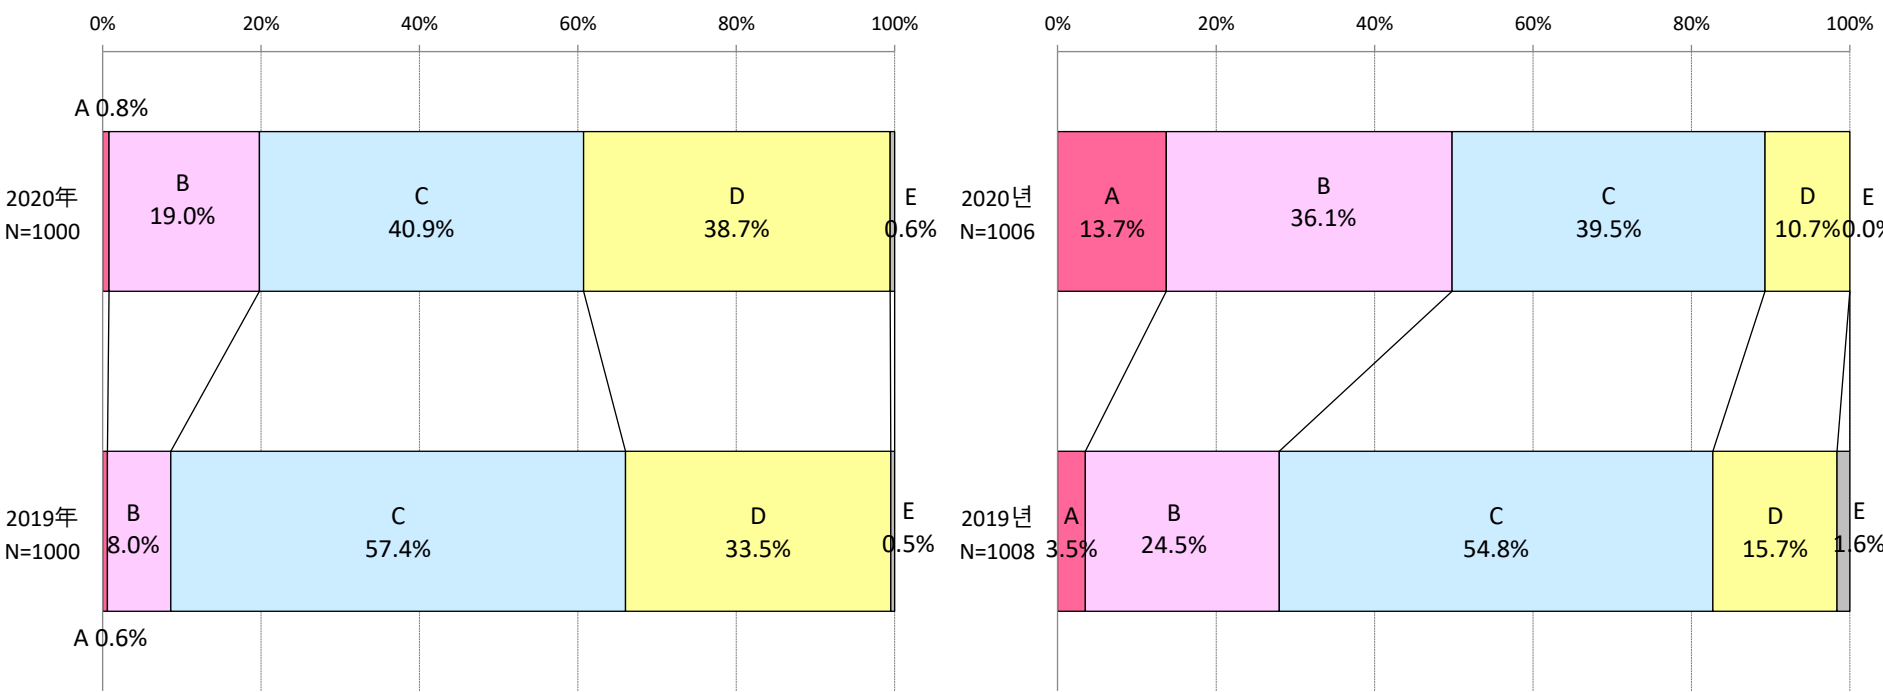 0% 20% 40% 60% 80% 100%
A 0.8%
2020年
N=1000
B
19.0%
C
40.9%
D
38.7%
E
0.6%
2019年
N=1000
B
8.0%
C
57.4%
D
33.5%
E
0.5%
A 0.6%
0% 20% 40% 60% 80% 100%
2020년
N=1006
A
13.7%
B
36.1%
C
39.5%
D
10.7%
E
0.0%
2019년
N=1008
A
3.5%
B
24.5%
C
54.8%
D
15.7%
E
1.6%